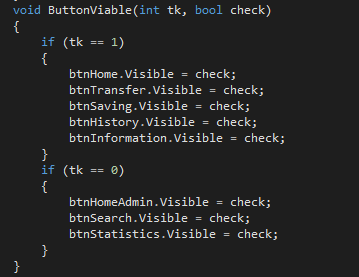 void ButtonViable(int tk, bool check)
{
if (tk == 1)
{
btnHome.Visible = check;
btnTransfer.Visible = check;
btnSaving.Visible = check;
btnHistory.Visible = check;
btnInformation.Visible = check;
}
if (tk == 0)
{
btnHomeAdmin.Visible = check;
btnSearch.Visible = check;
btnStatistics.Visible = check;
}
}